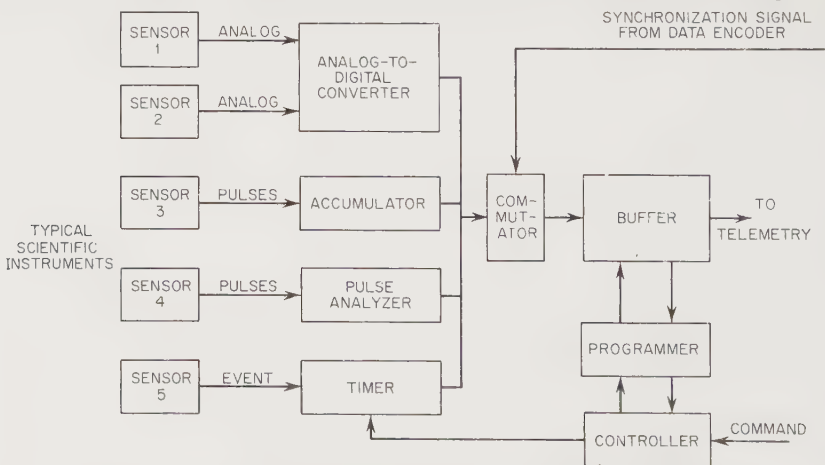 SYNCHRONIZATION SIGNAL
FROM DATA ENCODER
SENSOR
1
ANALOG
ANALOG-TO-
DIGITAL
CONVERTER
SENSOR
2
ANALOG
SENSOR
3
PULSES
ACCUMULATOR
COM-
MUT-
ATOR
BUFFER
TO
TELEMETRY
TYPICAL
SCIENTIFIC
INSTRUMENTS
SENSOR
4
PULSES
PULSE
ANALYZER
PROGRAMMER
SENSOR
5
EVENT
TIMER
CONTROLLER
COMMAND